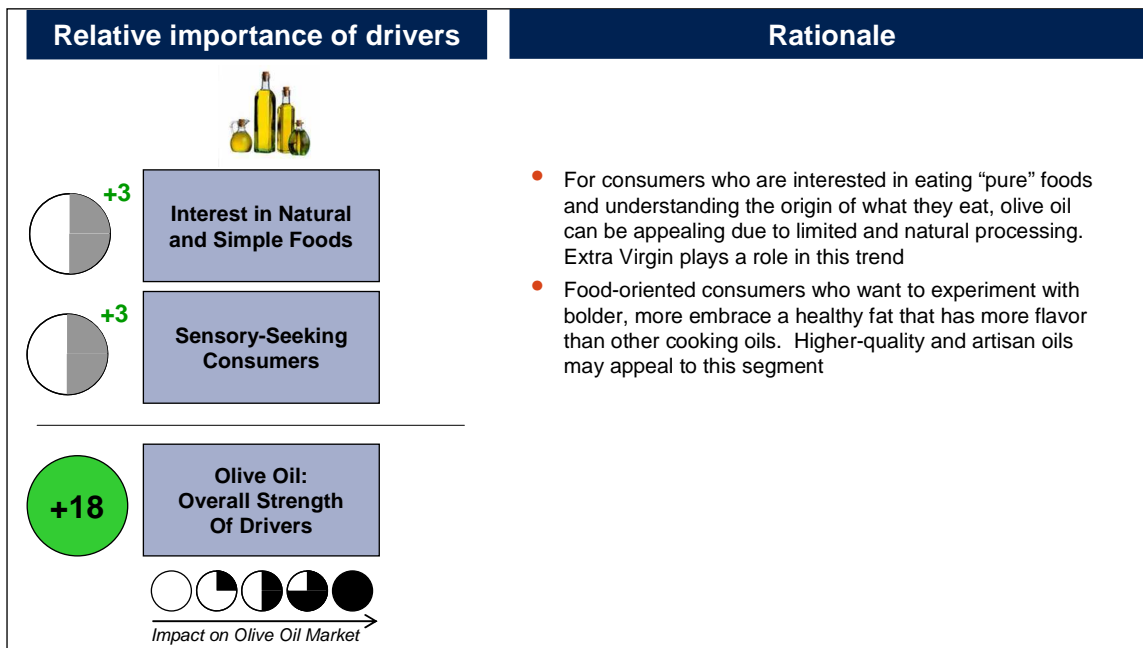 Relative importance of drivers
Rationale
+3
Interest in Natural
and Simple Foods
+3
Sensory-Seeking
Consumers
+18
Olive Oil:
Overall Strength
Of Drivers
Impact on Olive Oil Market
• For consumers who are interested in eating “pure” foods
and understanding the origin of what they eat, olive oil
can be appealing due to limited and natural processing.
Extra Virgin plays a role in this trend
• Food-oriented consumers who want to experiment with
bolder, more embrace a healthy fat that has more flavor
than other cooking oils.  Higher-quality and artisan oils
may appeal to this segment